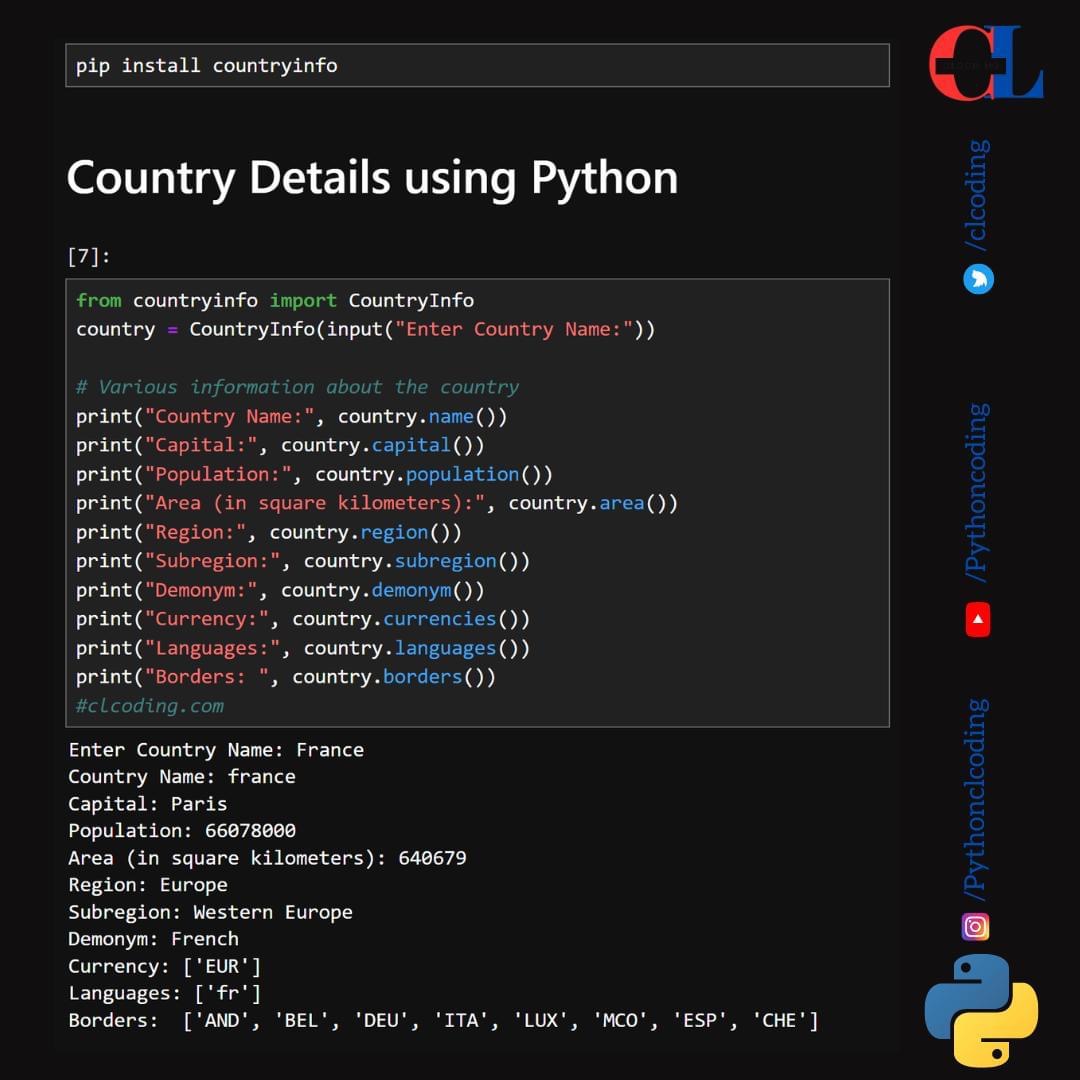 pip install countryinfo
Country Details using Python
[7]:
from countryinfo import CountryInfo
country = CountryInfo(input("Enter Country Name:"))
# Various information about the country
print("Country Name:", country.name())
print("Capital:", country.capital())
print("Population:", country.population())
print("Area (in square kilometers):", country.area())
print("Region:", country.region())
print("Subregion:", country.subregion())
print("Demonym:", country.demonym())
print("Currency:", country.currencies())
print("Languages:", country.languages())
print("Borders: ", country.borders())
#clcoding.com
Enter Country Name: France
Country Name: france
Capital: Paris
Population: 66078000
Area (in square kilometers): 640679
Region: Europe
Subregion: Western Europe
Demonym: French
Currency: ['EUR']
Languages: ['fr']
Borders:  ['AND', 'BEL', 'DEU', 'ITA', 'LUX', 'MCO', 'ESP', 'CHE']
CL
/clcoding
/Pythoncoding
/Pythonclcoding